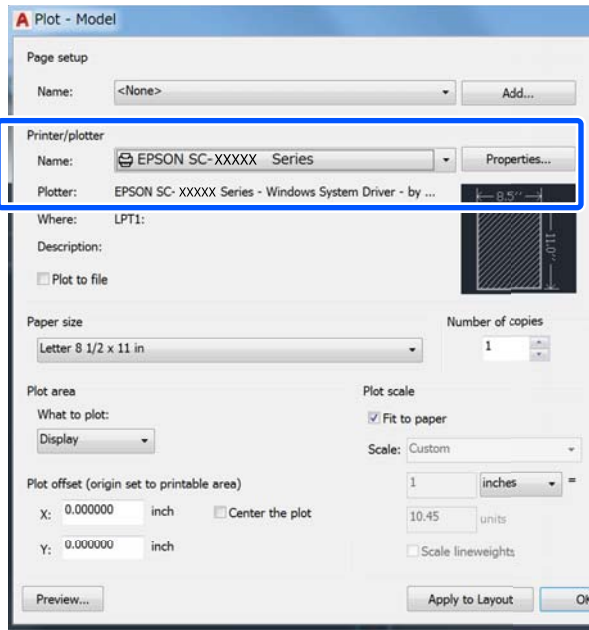 A Plot - Model
Page setup
Name: <None> Add...
Printer/plotter
Name: EPSON SC-XXXXX Series Properties...
Plotter: EPSON SC- XXXXX Series - Windows System Driver - by ...
8.5''
Where: LPT1:
11.0''
Description:
Plot to file
Paper size Number of copies
Letter 8 1/2 x 11 in 1
Plot area Plot scale
What to plot: Fit to paper
Display Scale: Custom
Plot offset (origin set to printable area) 1 inches =
X: 0.000000 inch Center the plot 10.45 units
Y: 0.000000 inch Scale lineweights
Preview... Apply to Layout OK